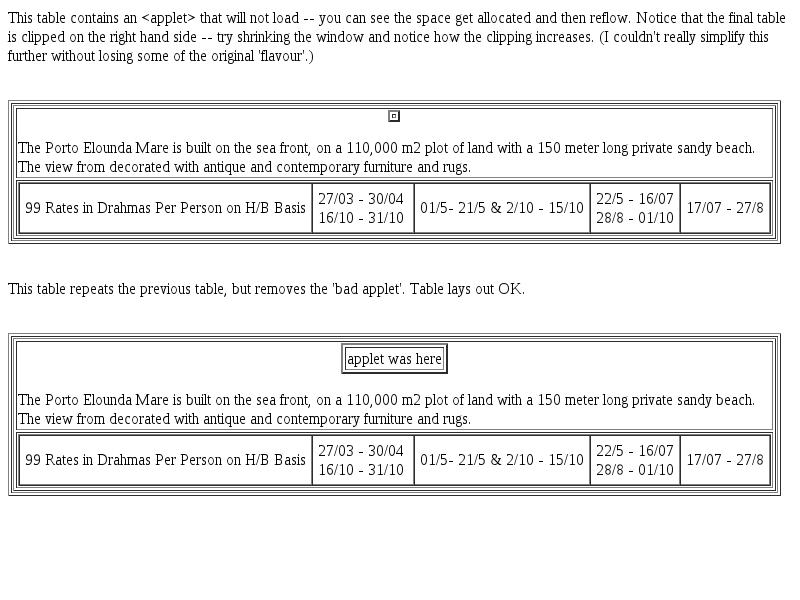 This table contains an <applet> that will not load -- you can see the space get allocated and then reflow. Notice that the final table
is clipped on the right hand side -- try shrinking the window and notice how the clipping increases. (I couldn't really simplify this
further without losing some of the original 'flavour'.)
The Porto Elounda Mare is built on the sea front, on a 110,000 m2 plot of land with a 150 meter long private sandy beach.
The view from decorated with antique and contemporary furniture and rugs.
99 Rates in Drahmas Per Person on H/B Basis
27/03 - 30/04
16/10 - 31/10
01/5- 21/5 & 2/10 - 15/10
22/5 - 16/07
28/8 - 01/10
17/07 - 27/8
This table repeats the previous table, but removes the 'bad applet'. Table lays out OK.
applet was here
The Porto Elounda Mare is built on the sea front, on a 110,000 m2 plot of land with a 150 meter long private sandy beach.
The view from decorated with antique and contemporary furniture and rugs.
99 Rates in Drahmas Per Person on H/B Basis
27/03 - 30/04
16/10 - 31/10
01/5- 21/5 & 2/10 - 15/10
22/5 - 16/07
28/8 - 01/10
17/07 - 27/8